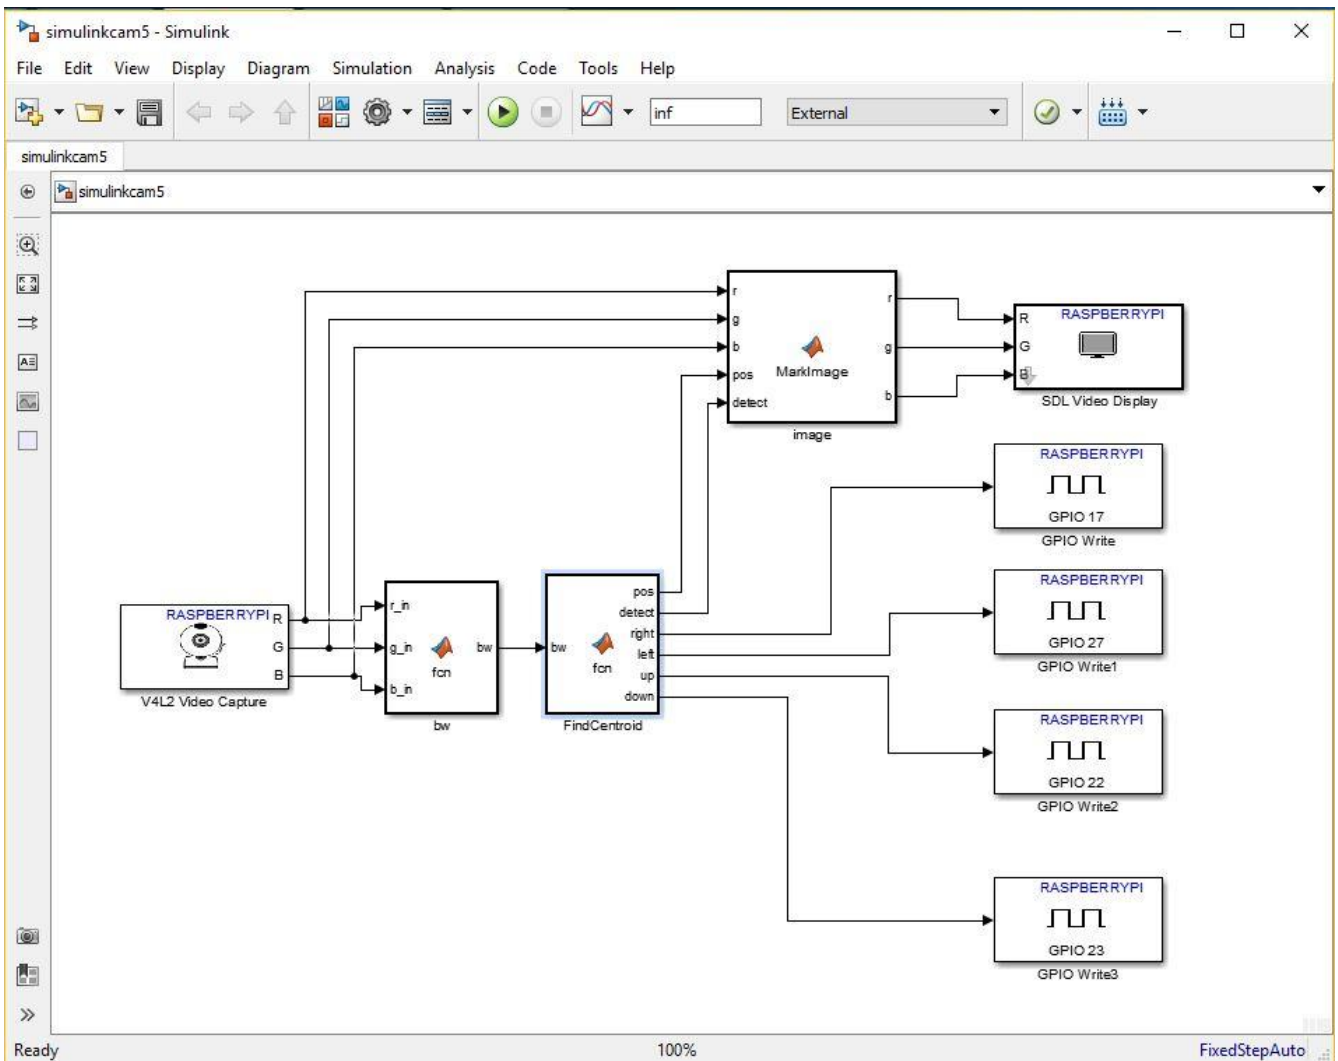 simulinkcam5 - Simulink
File Edit View Display Diagram Simulation Analysis Code Tools Help
inf
External
simulinkcam5
simulinkcam5
r
g
b
pos
detect
MarkImage
r
g
b
image
RASPBERRYPI
R
G
B
SDL Video Display
RASPBERRYPI
GPIO 17
GPIO Write
RASPBERRYPI
R
G
B
V4L2 Video Capture
r_in
g_in
b_in
fcn
bw
bw
bw
fcn
pos
detect
right
left
up
down
FindCentroid
RASPBERRYPI
GPIO 27
GPIO Write1
RASPBERRYPI
GPIO 22
GPIO Write2
RASPBERRYPI
GPIO 23
GPIO Write3
Ready
100%
FixedStepAuto